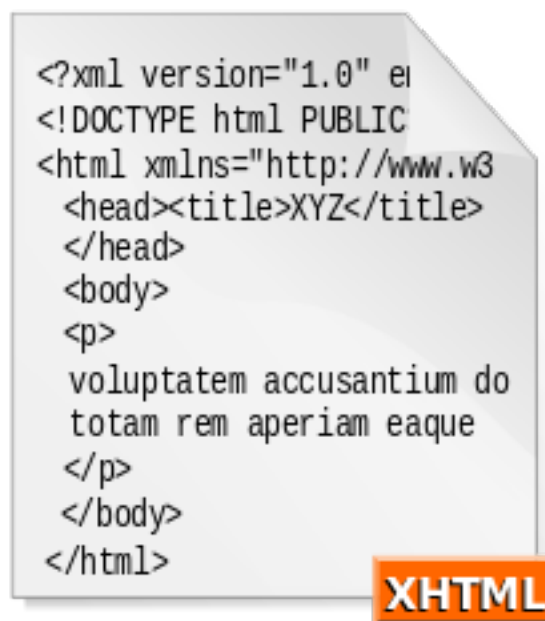 <?xml version="1.0" en
<!DOCTYPE html PUBLIC
<html xmlns="http://www.w3
<head><title>XYZ</title>
</head>
<body>
<p>
voluptatem accusantium do
totam rem aperiam eaque
</p>
</body>
</html>
XHTML